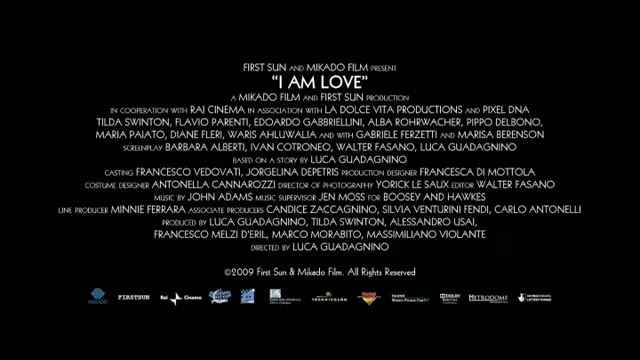 FIRST SUN AND MIKADO FILM PRESENT
"I AM LOVE"
A MIKADO FILM AND FIRST SUN PRODUCTION
IN COOPERATION WITH RAI CINEMA IN ASSOCIATION WITH LA DOLCE VITA PRODUCTIONS AND PIXEL DNA
TILDA SWINTON, FLAVIO PARENTI, EDOARDO GABBRIELLINI, ALBA ROHRWACHER, PIPPO DELBONO,
MARIA PAIATO, DIANE FLERI, WARIS AHLUWALIA AND WITH GABRIELE FERZETTI AND MARISA BERENSON
SCREENPLAY BARBARA ALBERTI, IVAN COTRONEO, WALTER FASANO, LUCA GUADAGNINO
BASED ON A STORY BY LUCA GUADAGNINO
CASTING FRANCESCO VEDOVATI, JORGELINA DEPETRIS PRODUCTION DESIGNER FRANCESCA DI MOTTOLA
COSTUME DESIGNER ANTONELLA CANNAROZZI DIRECTOR OF PHOTOGRAPHY YORICK LE SAUX EDITOR WALTER FASANO
MUSIC BY JOHN ADAMS MUSIC SUPERVISOR JEN MOSS FOR BOOSEY AND HAWKES
LINE PRODUCER MINNIE FERRARA ASSOCIATE PRODUCERS CANDICE ZACCAGNINO, SILVIA VENTURINI FENDI, CARLO ANTONELLI
PRODUCED BY LUCA GUADAGNINO, TILDA SWINTON, ALESSANDRO USAI,
FRANCESCO MELZI D'ERIL, MARCO MORABITO, MASSIMILIANO VIOLANTE
DIRECTED BY LUCA GUADAGNINO
©2009 First Sun & Mikado Film. All Rights Reserved
MIKADO FIRSTSUN Rai Cinema TECHNICOLOR Kodak DOLBY DIGITAL METRODOME